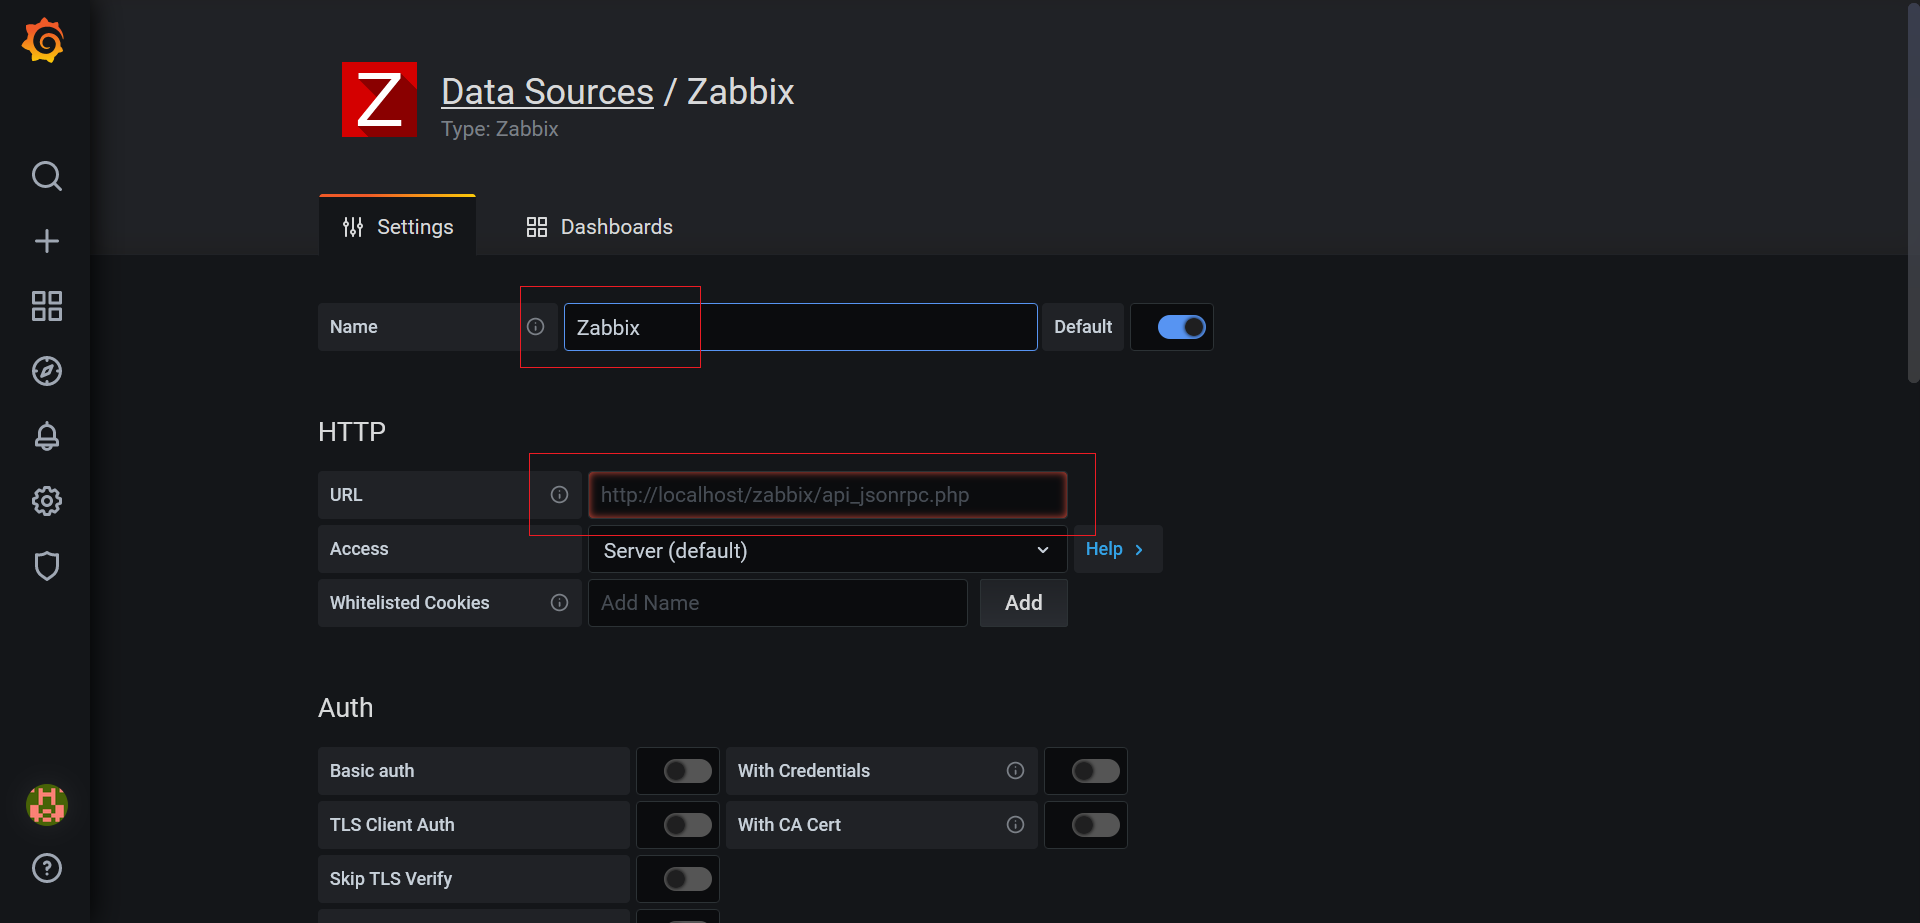 Data Sources / Zabbix
Type: Zabbix
Settings
Dashboards
Name
Zabbix
Default
HTTP
URL
http://localhost/zabbix/api_jsonrpc.php
Access
Server (default)
Help
Whitelisted Cookies
Add Name
Add
Auth
Basic auth
With Credentials
TLS Client Auth
With CA Cert
Skip TLS Verify